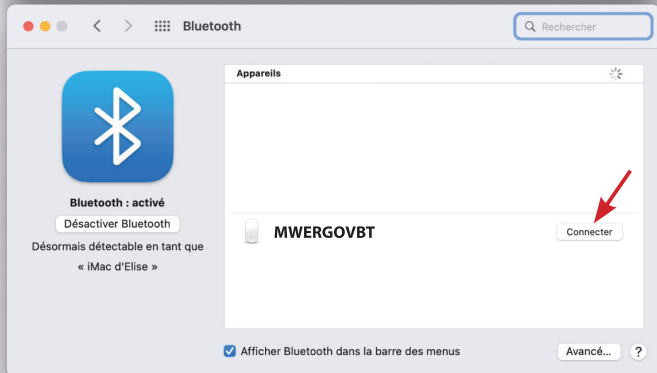 Bluetooth
Rechercher
Appareils
Bluetooth : activé
Désactiver Bluetooth
Désormais détectable en tant que
« iMac d'Elise »
MWERGOVBT
Connecter
Afficher Bluetooth dans la barre des menus
Avancé...
?